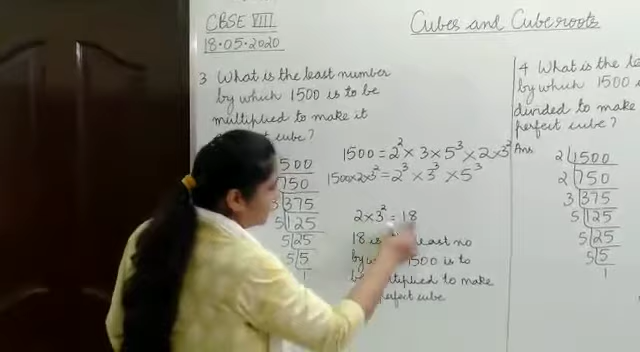 CBSE VIII
18.05.2020
Cubes and Cuberoots
3 What is the least number
by which 1500 is to be
multiplied to make it
cube?
500
750
3 375
5 125
5 25
5 5
1
1500 = 2² × 3 × 5³ × 2 × 3²
1500×2×3² = 2³ × 3³ × 5³
2 × 3² = 18
18 is least no
by 1500 is to
be multiplied to make
perfect cube
4 What is the
by which 1500
divided to make
perfect cube?
Ans
2 1500
2 750
3 375
5 125
5 25
5 5
1